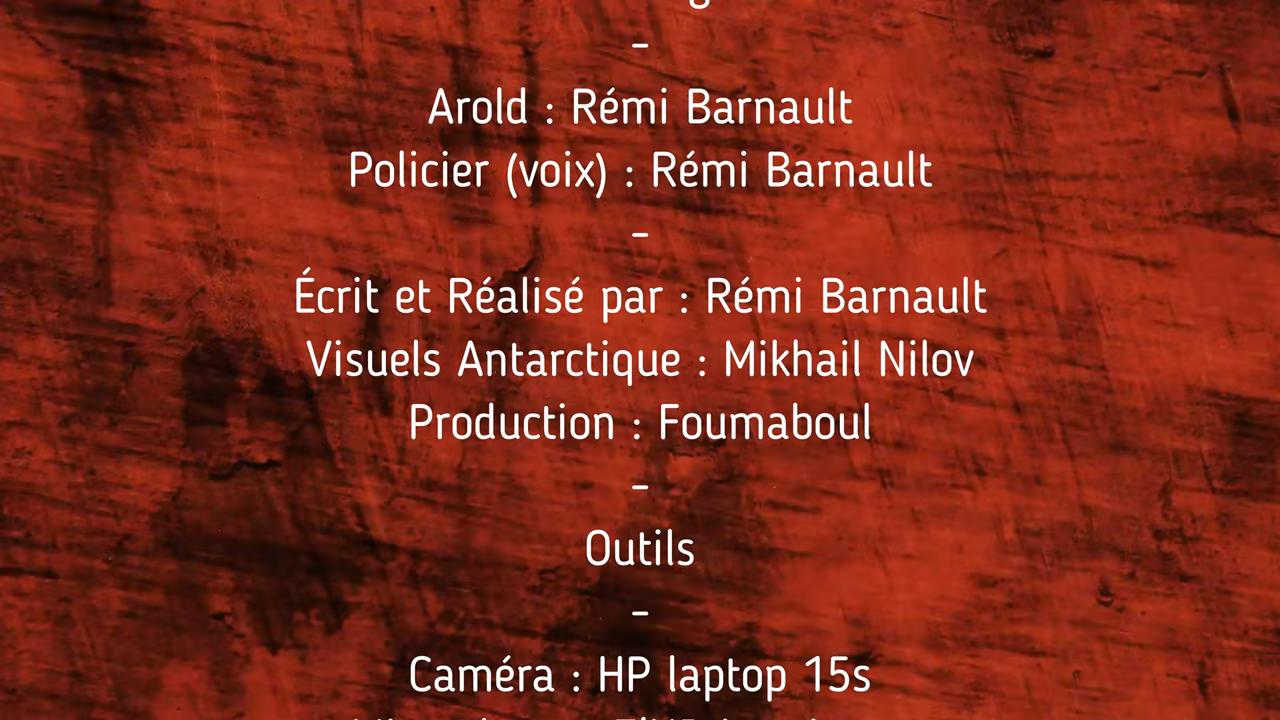 -
Arold : Rémi Barnault
Policier (voix) : Rémi Barnault
-
Écrit et Réalisé par : Rémi Barnault
Visuels Antarctique : Mikhail Nilov
Production : Foumaboul
-
Outils
-
Caméra : HP laptop 15s